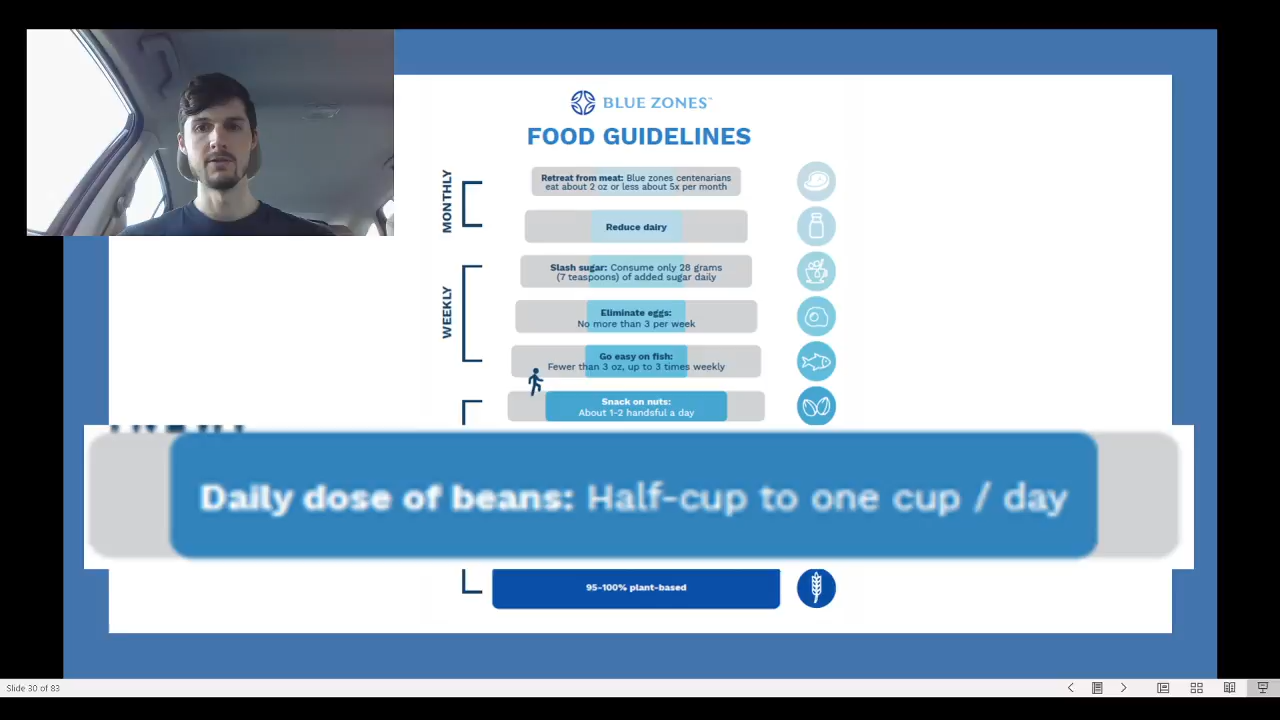 BLUE ZONES™
FOOD GUIDELINES
MONTHLY
Retreat from meat: Blue zones centenarians
eat about 2 oz or less about 5x per month
Reduce dairy
WEEKLY
Slash sugar: Consume only 28 grams
(7 teaspoons) of added sugar daily
Eliminate eggs:
No more than 3 per week
Go easy on fish:
Fewer than 3 oz, up to 3 times weekly
Snack on nuts:
About 1-2 handsful a day
Daily dose of beans: Half-cup to one cup / day
95-100% plant-based
Slide 30 of 83